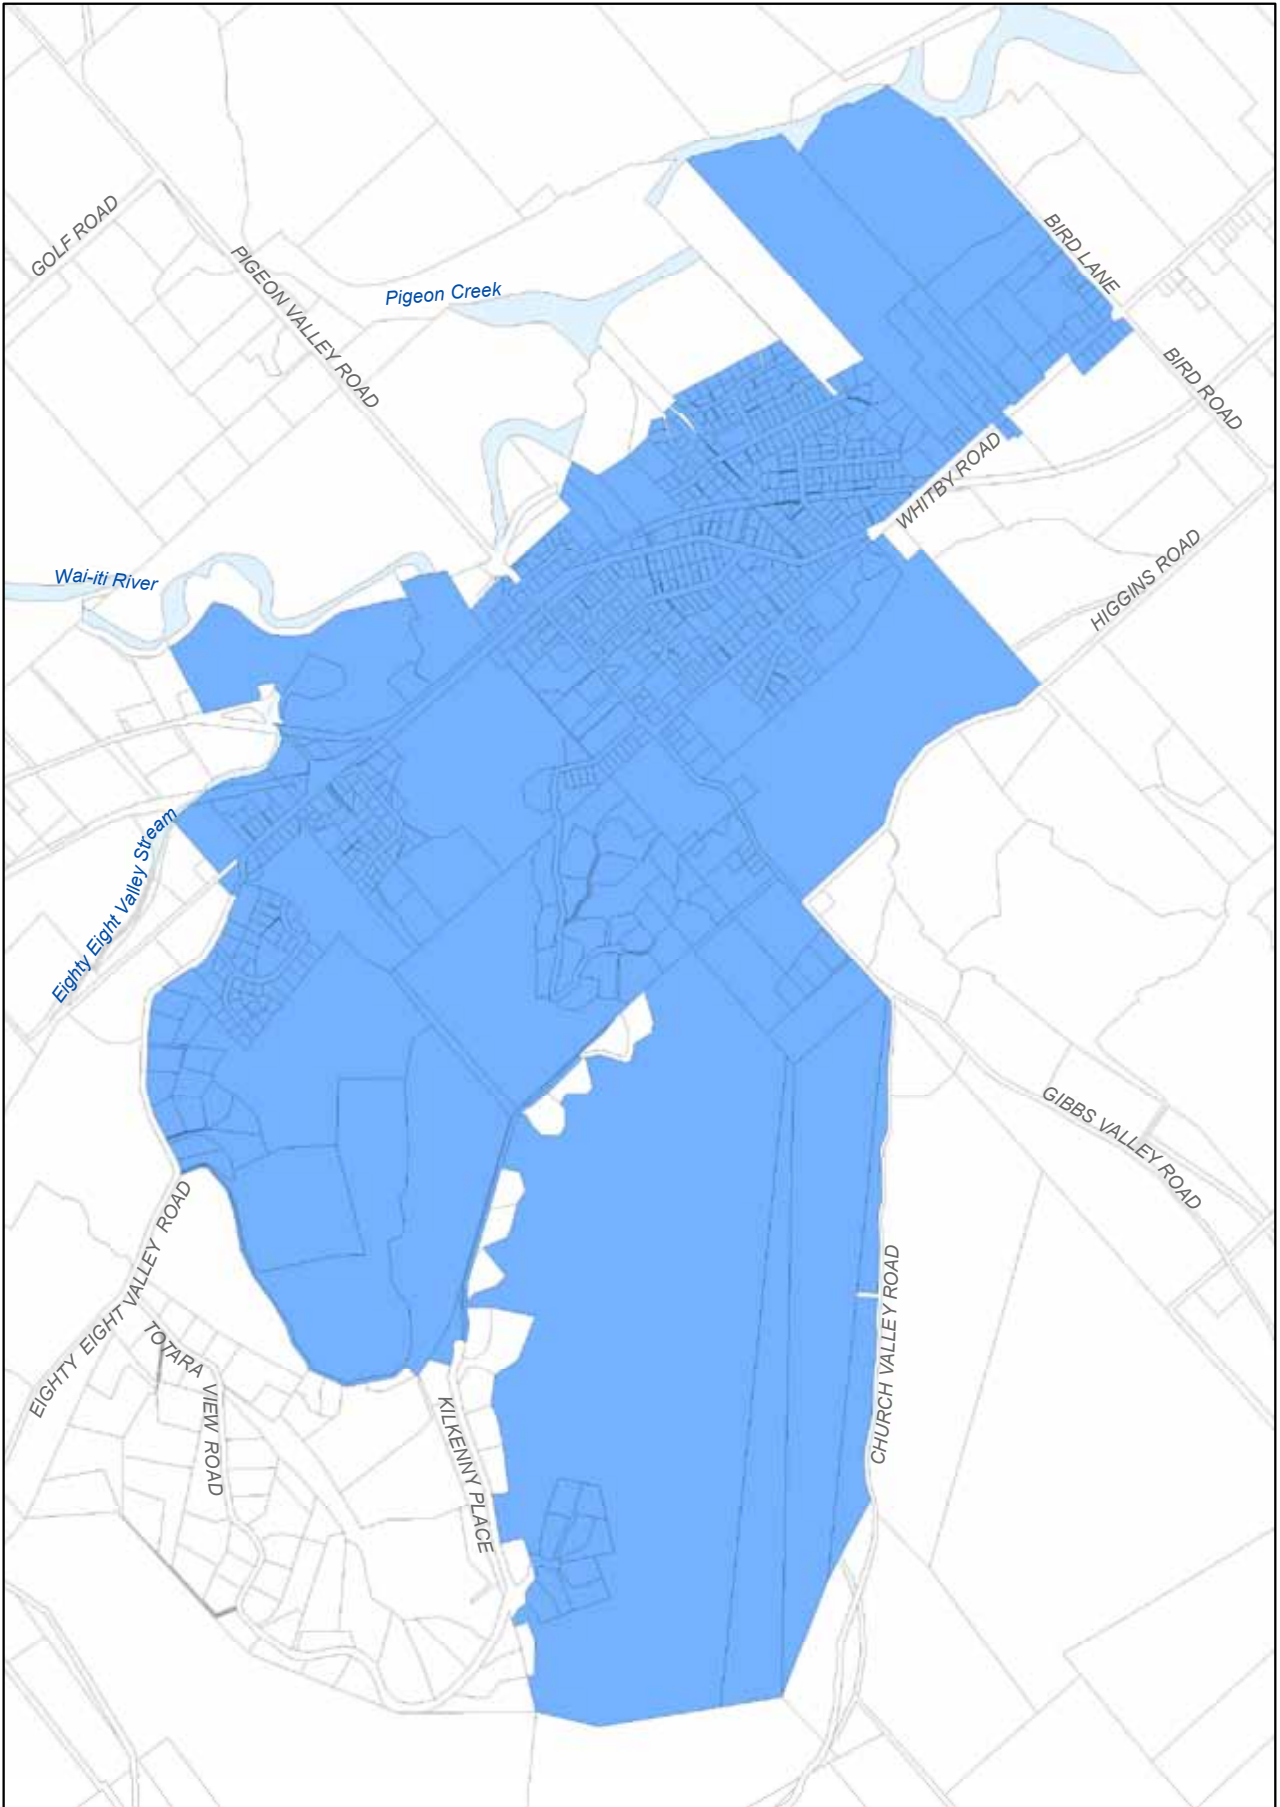 GOLF ROAD
PIGEON VALLEY ROAD
BIRD LANE
Pigeon Creek
BIRD ROAD
WHITBY ROAD
Wai-iti River
HIGGINS ROAD
Eighty Eight Valley Stream
GIBBS VALLEY ROAD
EIGHTY EIGHT VALLEY ROAD
CHURCH VALLEY ROAD
TOTARA VIEW ROAD
KILKENNY PLACE